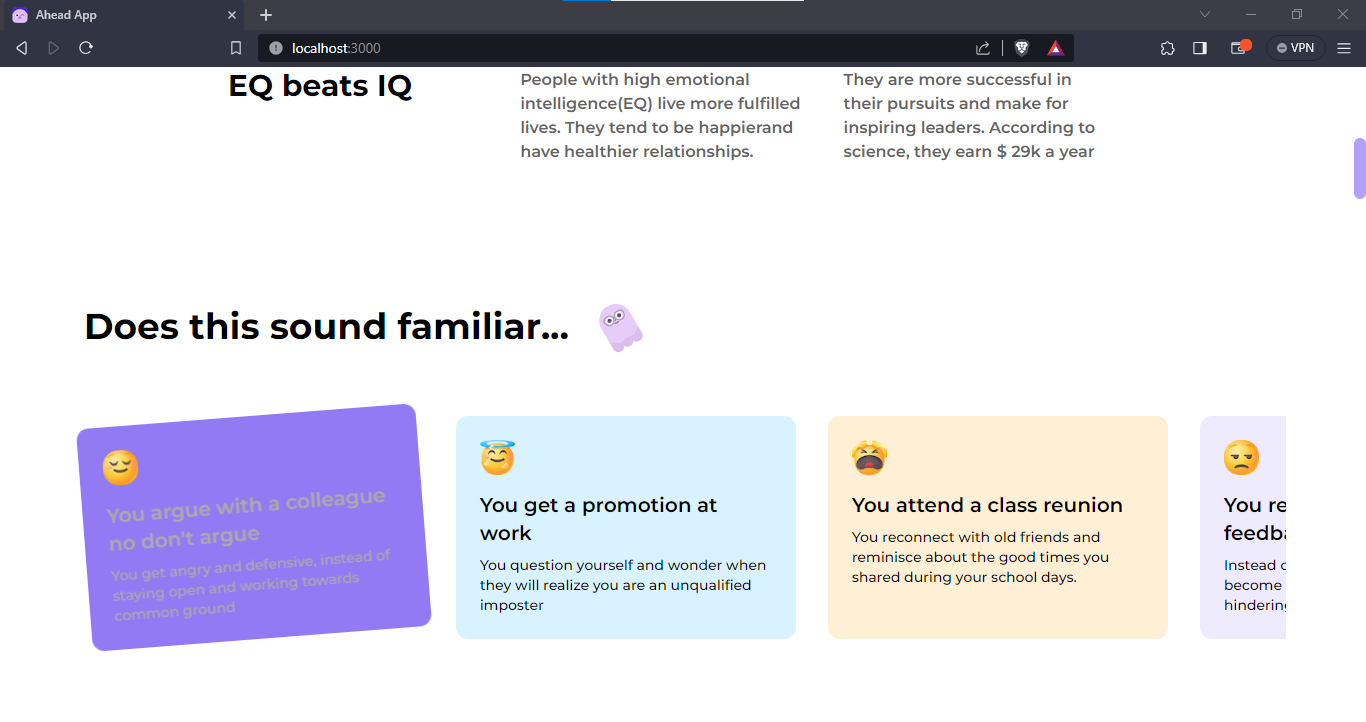 Ahead App
localhost:3000
VPN
EQ beats IQ
People with high emotional
intelligence(EQ) live more fulfilled
lives. They tend to be happierand
have healthier relationships.
They are more successful in
their pursuits and make for
inspiring leaders. According to
science, they earn $ 29k a year
Does this sound familiar...
You argue with a colleague
no don't argue
You get angry and defensive, instead of
staying open and working towards
common ground
You get a promotion at
work
You question yourself and wonder when
they will realize you are an unqualified
imposter
You attend a class reunion
You reconnect with old friends and
reminisce about the good times you
shared during your school days.
You re
feedba
Instead o
become
hindering